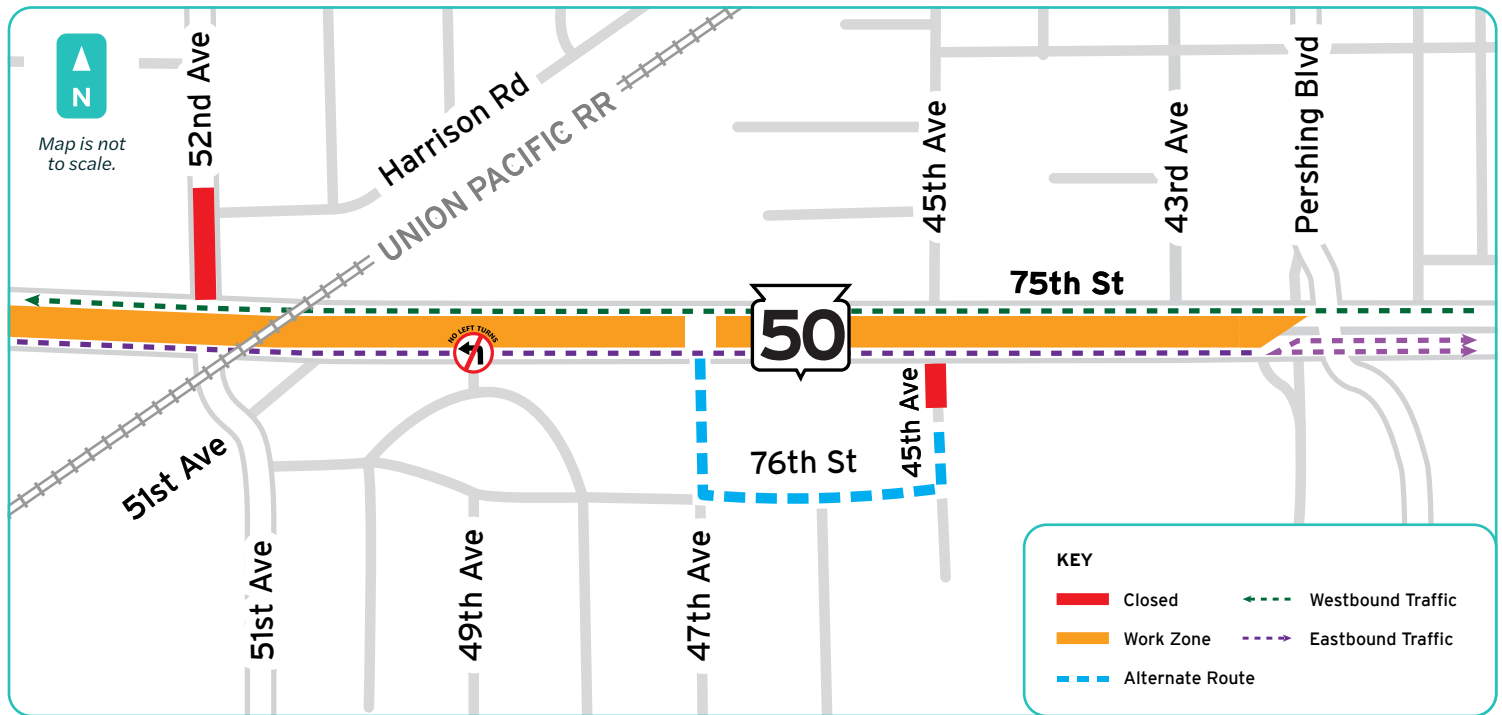 N
Map is not
to scale.
52nd Ave
Harrison Rd
UNION PACIFIC RR
45th Ave
43rd Ave
Pershing Blvd
75th St
NO LEFT TURNS
50
45th Ave
76th St
51st Ave
51st Ave
49th Ave
47th Ave
KEY
Closed
Westbound Traffic
Work Zone
Eastbound Traffic
Alternate Route